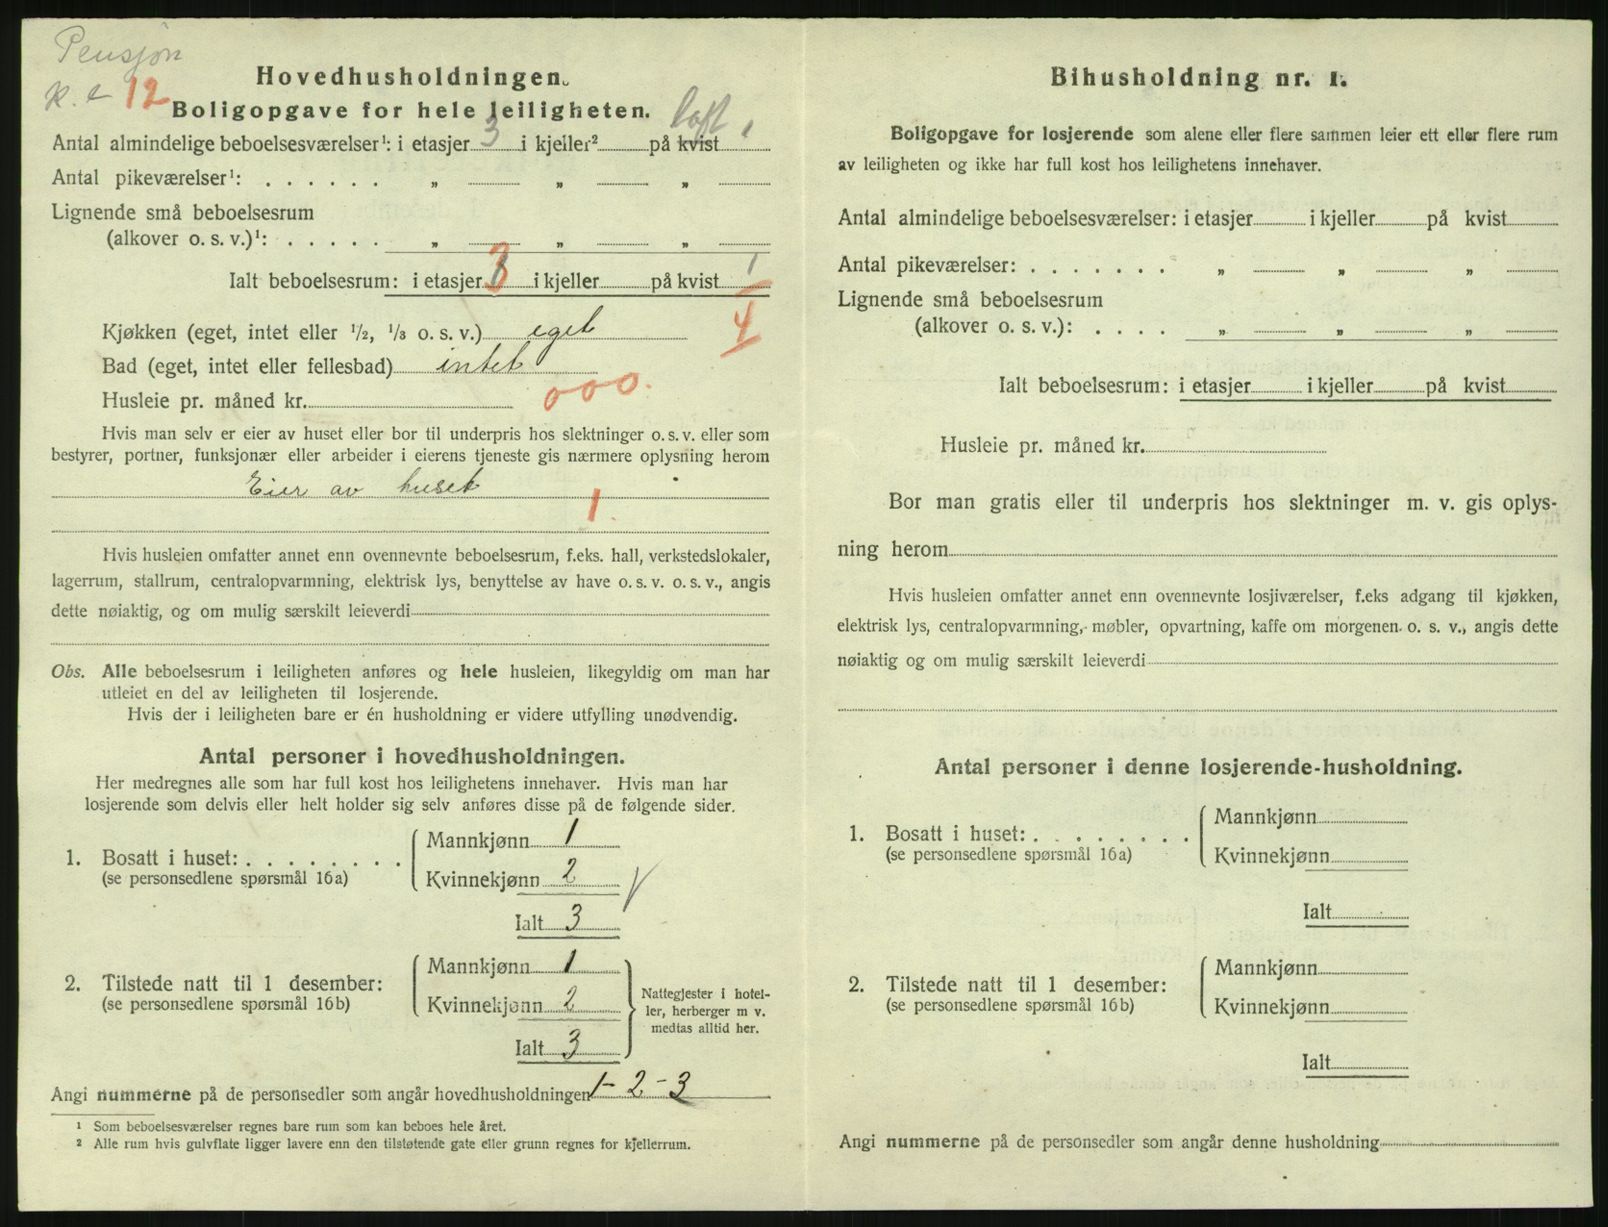 Pensjon
K. e 12
Hovedhusholdningen.
Boligopgave for hele leiligheten.
loft
Antal almindelige beboelsesværelser¹: i etasjer 3 i kjeller² på kvist 1
Antal pikeværelser¹: . . . . . . „ „ „
Lignende små beboelsesrum
(alkover o. s. v.)¹: . . . . . „ „ „
Ialt beboelsesrum: i etasjer 3 i kjeller på kvist 1
4
Kjøkken (eget, intet eller ½, ⅓ o. s. v.) eget
Bad (eget, intet eller fellesbad) intet
Husleie pr. måned kr. 000.
Hvis man selv er eier av huset eller bor til underpris hos slektninger o. s. v. eller som
bestyrer, portner, funksjonær eller arbeider i eierens tjeneste gis nærmere oplysning herom
Eier av huset
1.
Hvis husleien omfatter annet enn ovennevnte beboelsesrum, f.eks. hall, verkstedslokaler,
lagerrum, stallrum, centralopvarmning, elektrisk lys, benyttelse av have o. s. v. o. s. v., angis
dette nøiaktig, og om mulig særskilt leieverdi
Obs. Alle beboelsesrum i leiligheten anføres og hele husleien, likegyldig om man har
utleiet en del av leiligheten til losjerende.
Hvis der i leiligheten bare er én husholdning er videre utfylling unødvendig.
Antal personer i hovedhusholdningen.
Her medregnes alle som har full kost hos leilighetens innehaver. Hvis man har
losjerende som delvis eller helt holder sig selv anføres disse på de følgende sider.
Mannkjønn 1
1. Bosatt i huset: . . . . . . . .
(se personsedlene spørsmål 16a)
Kvinnekjønn 2
Ialt 3
Mannkjønn 1
2. Tilstede natt til 1 desember:
(se personsedlene spørsmål 16b)
Kvinnekjønn 2
Ialt 3
Nattegjester i hotel-
ler, herberger m v.
medtas alltid her.
Angi nummerne på de personsedler som angår hovedhusholdningen 1-2-3
¹ Som beboelsesværelser regnes bare rum som kan beboes hele året.
² Alle rum hvis gulvflate ligger lavere enn den tilstøtende gate eller grunn regnes for kjellerrum.
Bihusholdning nr. 1.
Boligopgave for losjerende som alene eller flere sammen leier ett eller flere rum
av leiligheten og ikke har full kost hos leilighetens innehaver.
Antal almindelige beboelsesværelser: i etasjer i kjeller på kvist
Antal pikeværelser: . . . . . . . „ „ „
Lignende små beboelsesrum
(alkover o. s. v.): . . . . „ „ „
Ialt beboelsesrum: i etasjer i kjeller på kvist
Husleie pr. måned kr.
Bor man gratis eller til underpris hos slektninger m. v. gis oplys-
ning herom
Hvis husleien omfatter annet enn ovennevnte losjiværelser, f.eks adgang til kjøkken,
elektrisk lys, centralopvarmning, møbler, opvartning, kaffe om morgenen o. s. v., angis dette
nøiaktig og om mulig særskilt leieverdi
Antal personer i denne losjerende-husholdning.
Mannkjønn
1. Bosatt i huset: . . . . . . . .
(se personsedlene spørsmål 16a)
Kvinnekjønn
Ialt
Mannkjønn
2. Tilstede natt til 1 desember:
(se personsedlene spørsmål 16b)
Kvinnekjønn
Ialt
Angi nummerne på de personsedler som angår denne husholdning